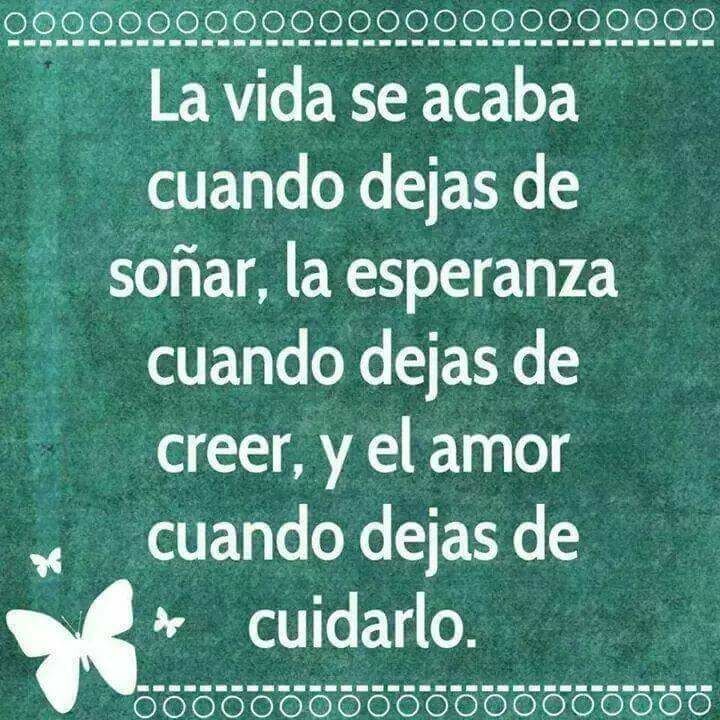 La vida se acaba
cuando dejas de
soñar, la esperanza
cuando dejas de
creer, y el amor
cuando dejas de
cuidarlo.